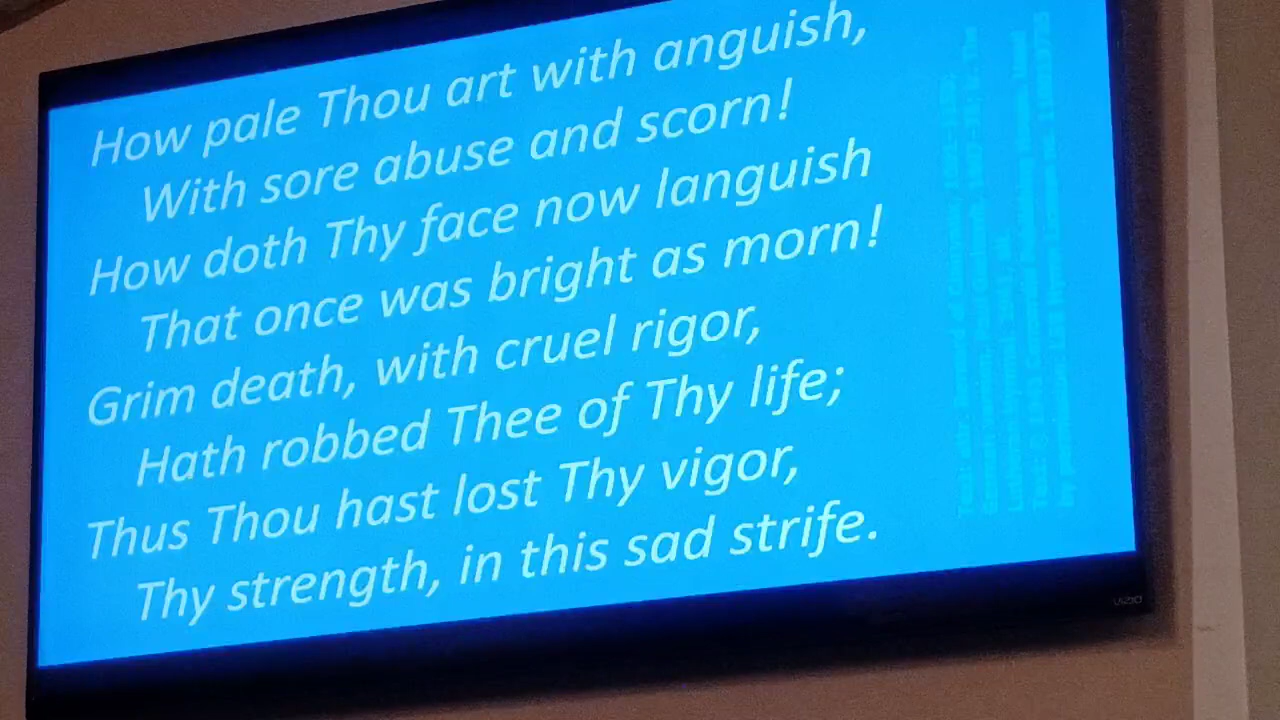 How pale Thou art with anguish,
With sore abuse and scorn!
How doth Thy face now languish
That once was bright as morn!
Grim death, with cruel rigor,
Hath robbed Thee of Thy life;
Thus Thou hast lost Thy vigor,
Thy strength, in this sad strife.
VIZIO